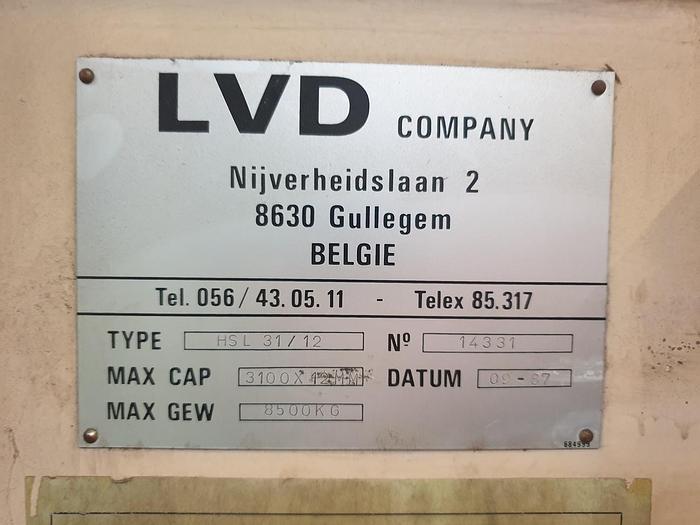 LVD COMPANY
Nijverheidslaan 2
8630 Gullegem
BELGIE
Tel. 056/43.05.11 - Telex 85.317
TYPE HSL 31/12 Nº 14331
MAX CAP 3100X12MM DATUM 09-87
MAX GEW 8500KG